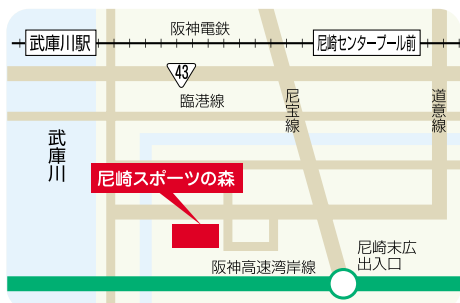 阪神電鉄
武庫川駅
尼崎センタープール前
43
臨港線
尼宝線
道意線
武庫川
尼崎スポーツの森
尼崎末広
出入口
阪神高速湾岸線